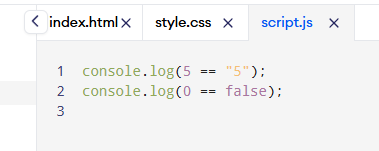 index.html style.css script.js
1 console.log(5 == "5");
2 console.log(0 == false);
3